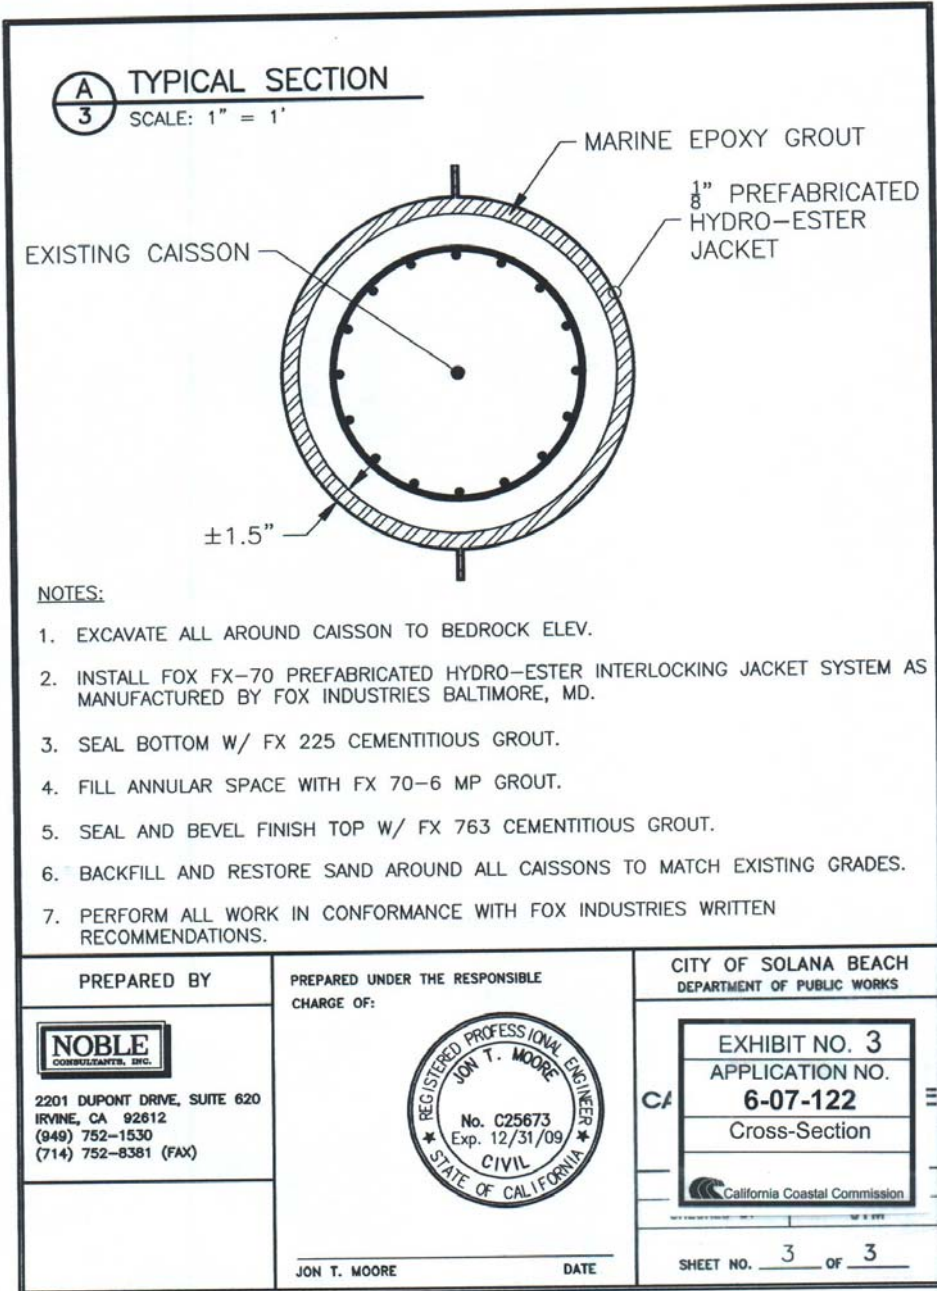 A
3
TYPICAL SECTION
SCALE: 1" = 1'
MARINE EPOXY GROUT
1/8" PREFABRICATED
HYDRO-ESTER
JACKET
EXISTING CAISSON
±1.5"
NOTES:
1. EXCAVATE ALL AROUND CAISSON TO BEDROCK ELEV.
2. INSTALL FOX FX-70 PREFABRICATED HYDRO-ESTER INTERLOCKING JACKET SYSTEM AS
MANUFACTURED BY FOX INDUSTRIES BALTIMORE, MD.
3. SEAL BOTTOM W/ FX 225 CEMENTITIOUS GROUT.
4. FILL ANNULAR SPACE WITH FX 70-6 MP GROUT.
5. SEAL AND BEVEL FINISH TOP W/ FX 763 CEMENTITIOUS GROUT.
6. BACKFILL AND RESTORE SAND AROUND ALL CAISSONS TO MATCH EXISTING GRADES.
7. PERFORM ALL WORK IN CONFORMANCE WITH FOX INDUSTRIES WRITTEN
RECOMMENDATIONS.
PREPARED BY
NOBLE
CONSULTANTS, INC.
2201 DUPONT DRIVE, SUITE 620
IRVINE, CA 92612
(949) 752-1530
(714) 752-8381 (FAX)
PREPARED UNDER THE RESPONSIBLE
CHARGE OF:
REGISTERED PROFESSIONAL ENGINEER
JON T. MOORE
No. C25673
Exp. 12/31/09
CIVIL
STATE OF CALIFORNIA
JON T. MOORE DATE
CITY OF SOLANA BEACH
DEPARTMENT OF PUBLIC WORKS
CA
EXHIBIT NO. 3
APPLICATION NO.
6-07-122
Cross-Section
California Coastal Commission
SHEET NO. 3 OF 3